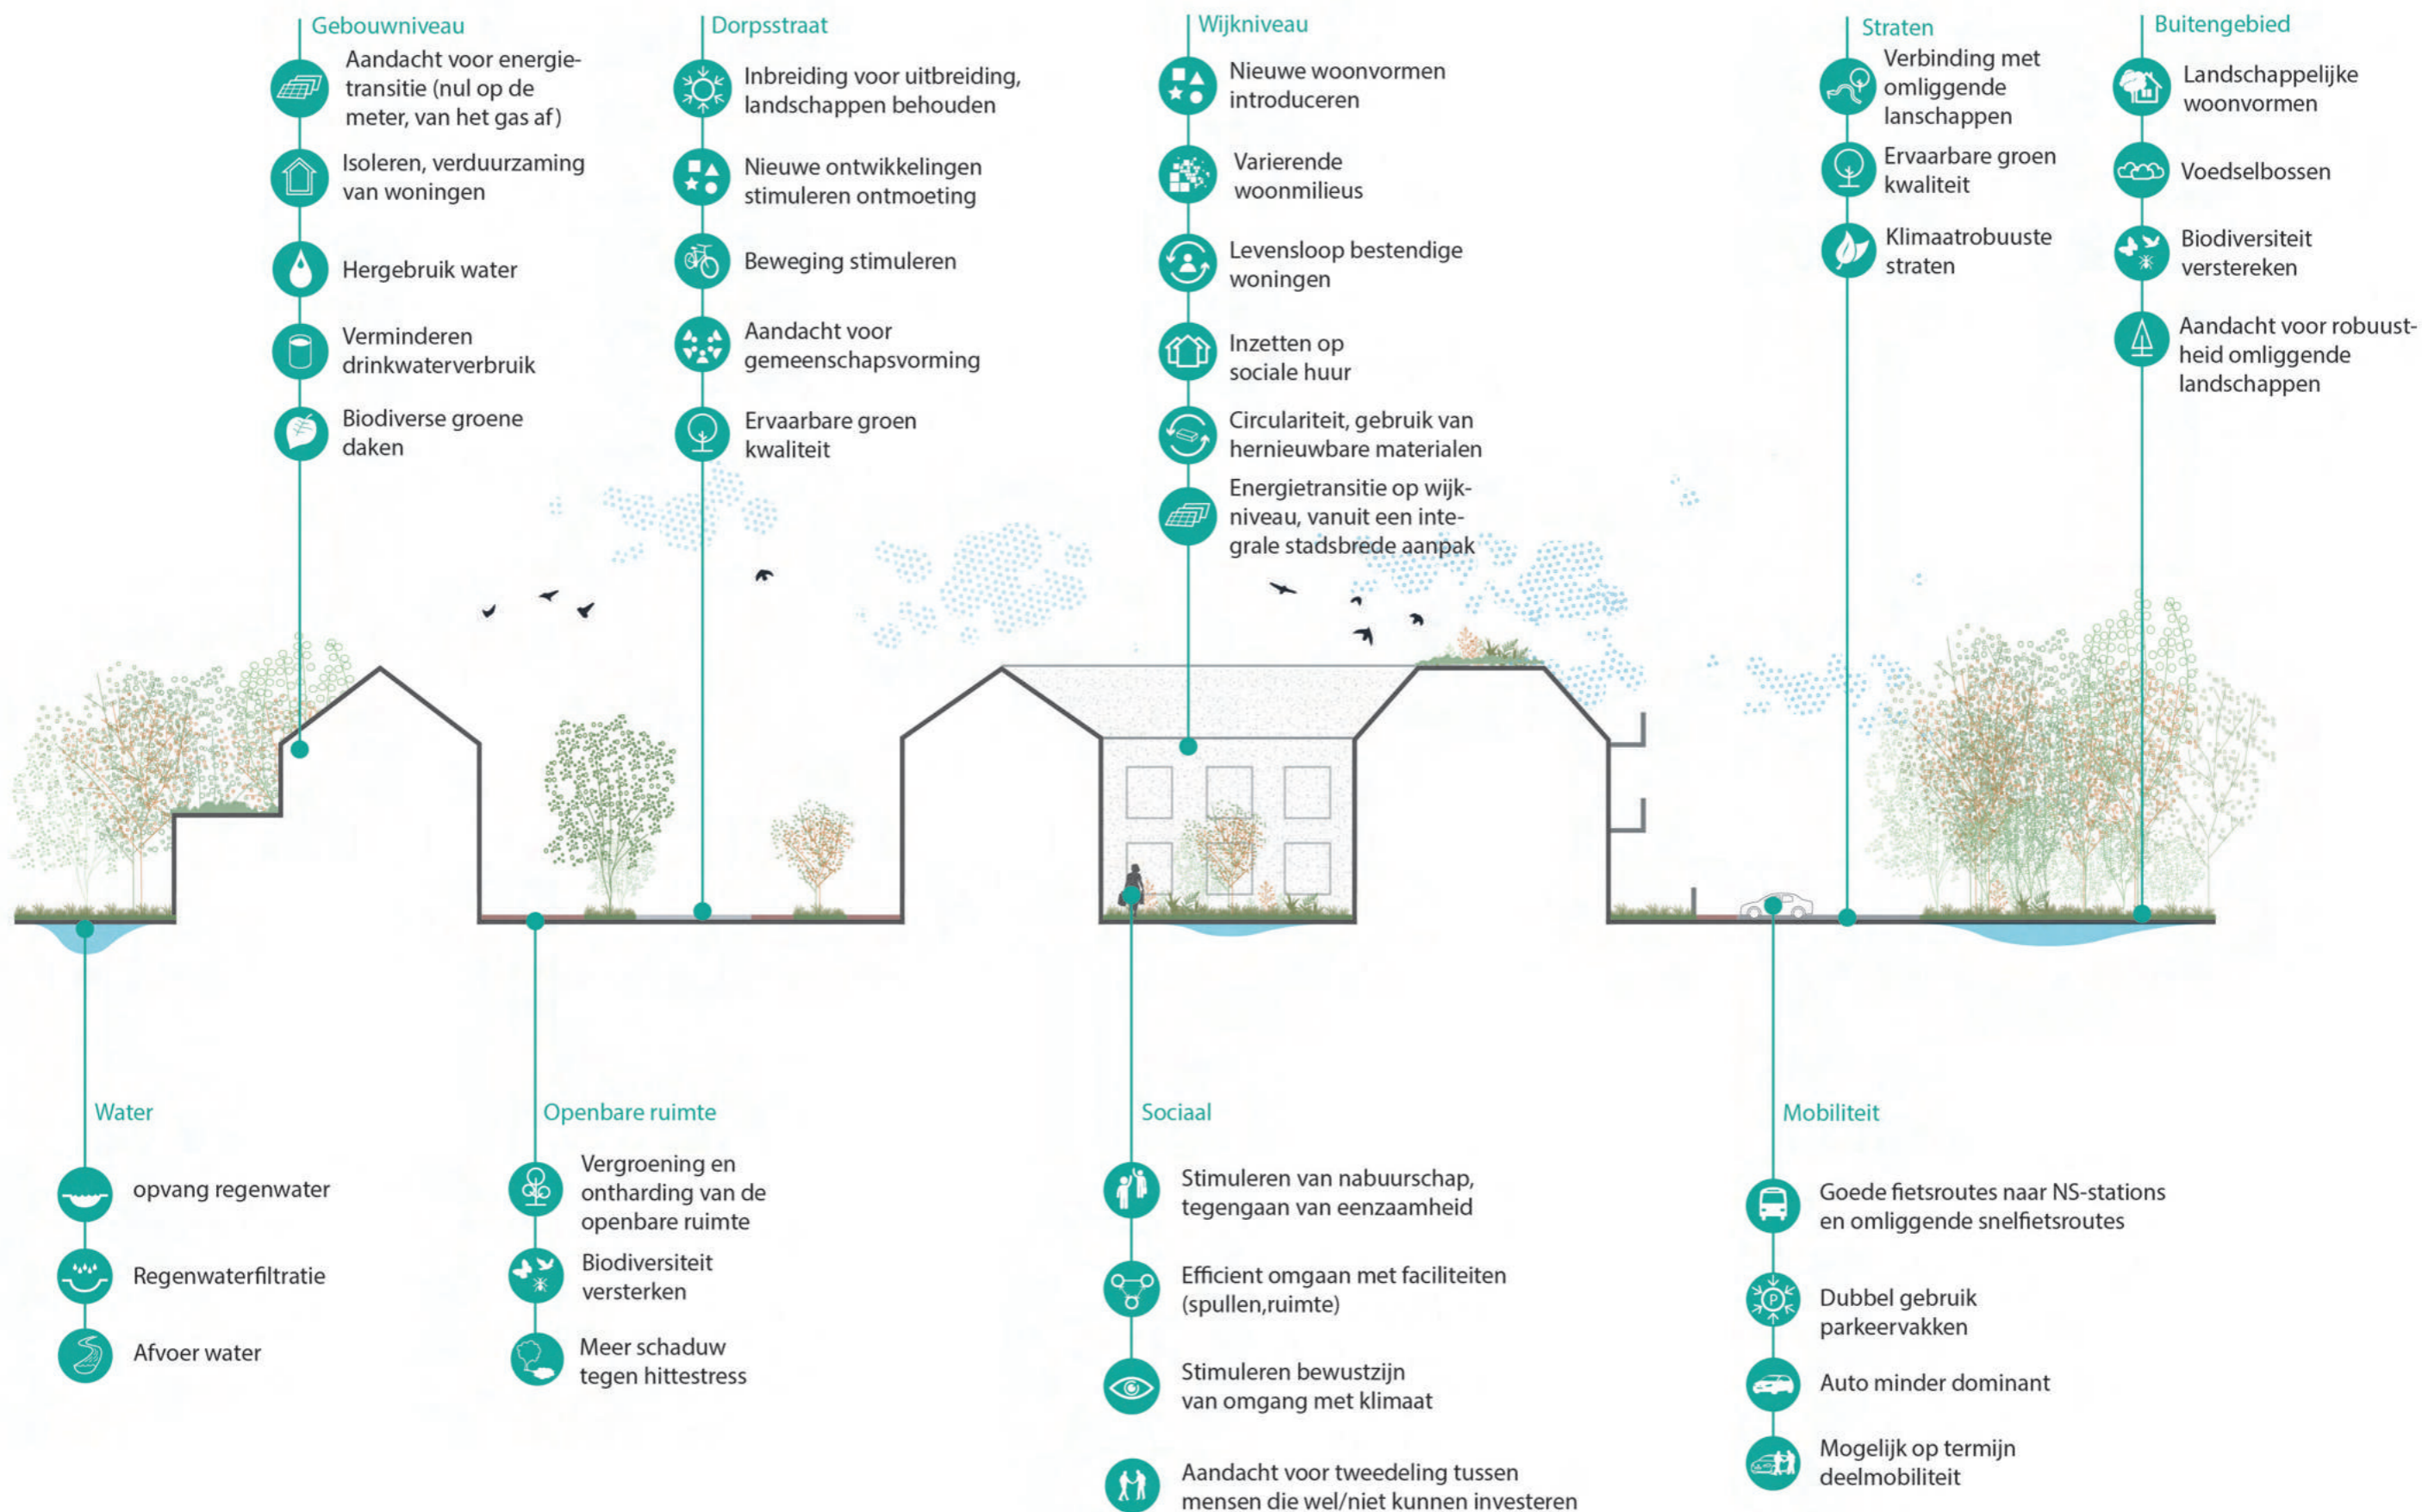 Gebouwniveau
Aandacht voor energie-
transitie (nul op de
meter, van het gas af)
Isoleren, verduurzaming
van woningen
Hergebruik water
Verminderen
drinkwaterverbruik
Biodiverse groene
daken
Dorpsstraat
Inbreiding voor uitbreiding,
landschappen behouden
Nieuwe ontwikkelingen
stimuleren ontmoeting
Beweging stimuleren
Aandacht voor
gemeenschapsvorming
Ervaarbare groen
kwaliteit
Wijkniveau
Nieuwe woonvormen
introduceren
Varierende
woonmilieus
Levensloop bestendige
woningen
Inzetten op
sociale huur
Circulariteit, gebruik van
hernieuwbare materialen
Energietransitie op wijk-
niveau, vanuit een inte-
grale stadsbrede aanpak
Straten
Verbinding met
omliggende
lanschappen
Ervaarbare groen
kwaliteit
Klimaatrobuuste
straten
Buitengebied
Landschappelijke
woonvormen
Voedselbossen
Biodiversiteit
verstereken
Aandacht voor robuust-
heid omliggende
landschappen
Water
opvang regenwater
Regenwaterfiltratie
Afvoer water
Openbare ruimte
Vergroening en
ontharding van de
openbare ruimte
Biodiversiteit
versterken
Meer schaduw
tegen hittestress
Sociaal
Stimuleren van nabuurschap,
tegengaan van eenzaamheid
Efficient omgaan met faciliteiten
(spullen,ruimte)
Stimuleren bewustzijn
van omgang met klimaat
Aandacht voor tweedeling tussen
mensen die wel/niet kunnen investeren
Mobiliteit
Goede fietsroutes naar NS-stations
en omliggende snelfietsroutes
P
Dubbel gebruik
parkeervakken
Auto minder dominant
Mogelijk op termijn
deelmobiliteit